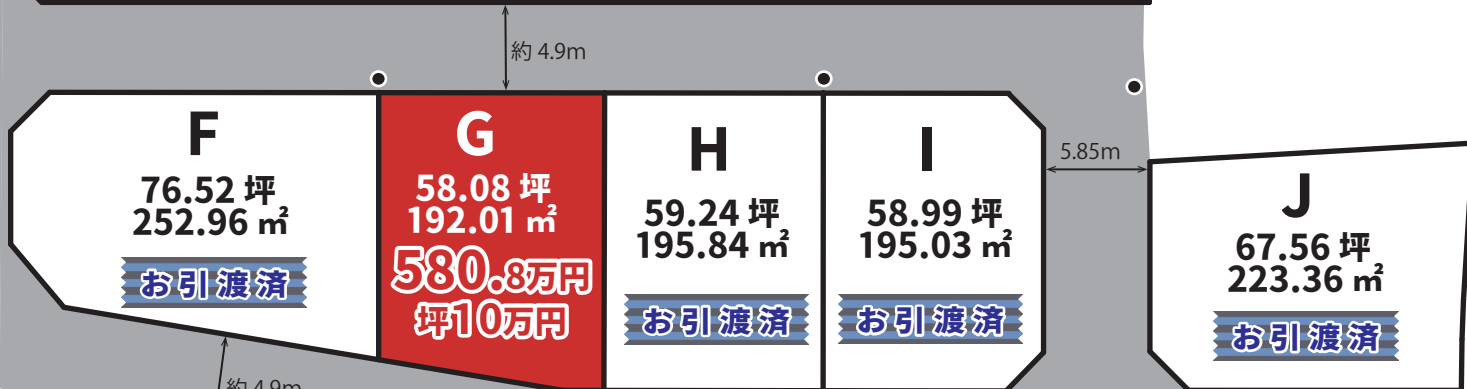 約 4.9m
F
76.52 坪
252.96 ㎡
お引渡済
G
58.08 坪
192.01 ㎡
580.8万円
坪10万円
H
59.24 坪
195.84 ㎡
お引渡済
I
58.99 坪
195.03 ㎡
お引渡済
5.85m
J
67.56 坪
223.36 ㎡
お引渡済
約 4.9m